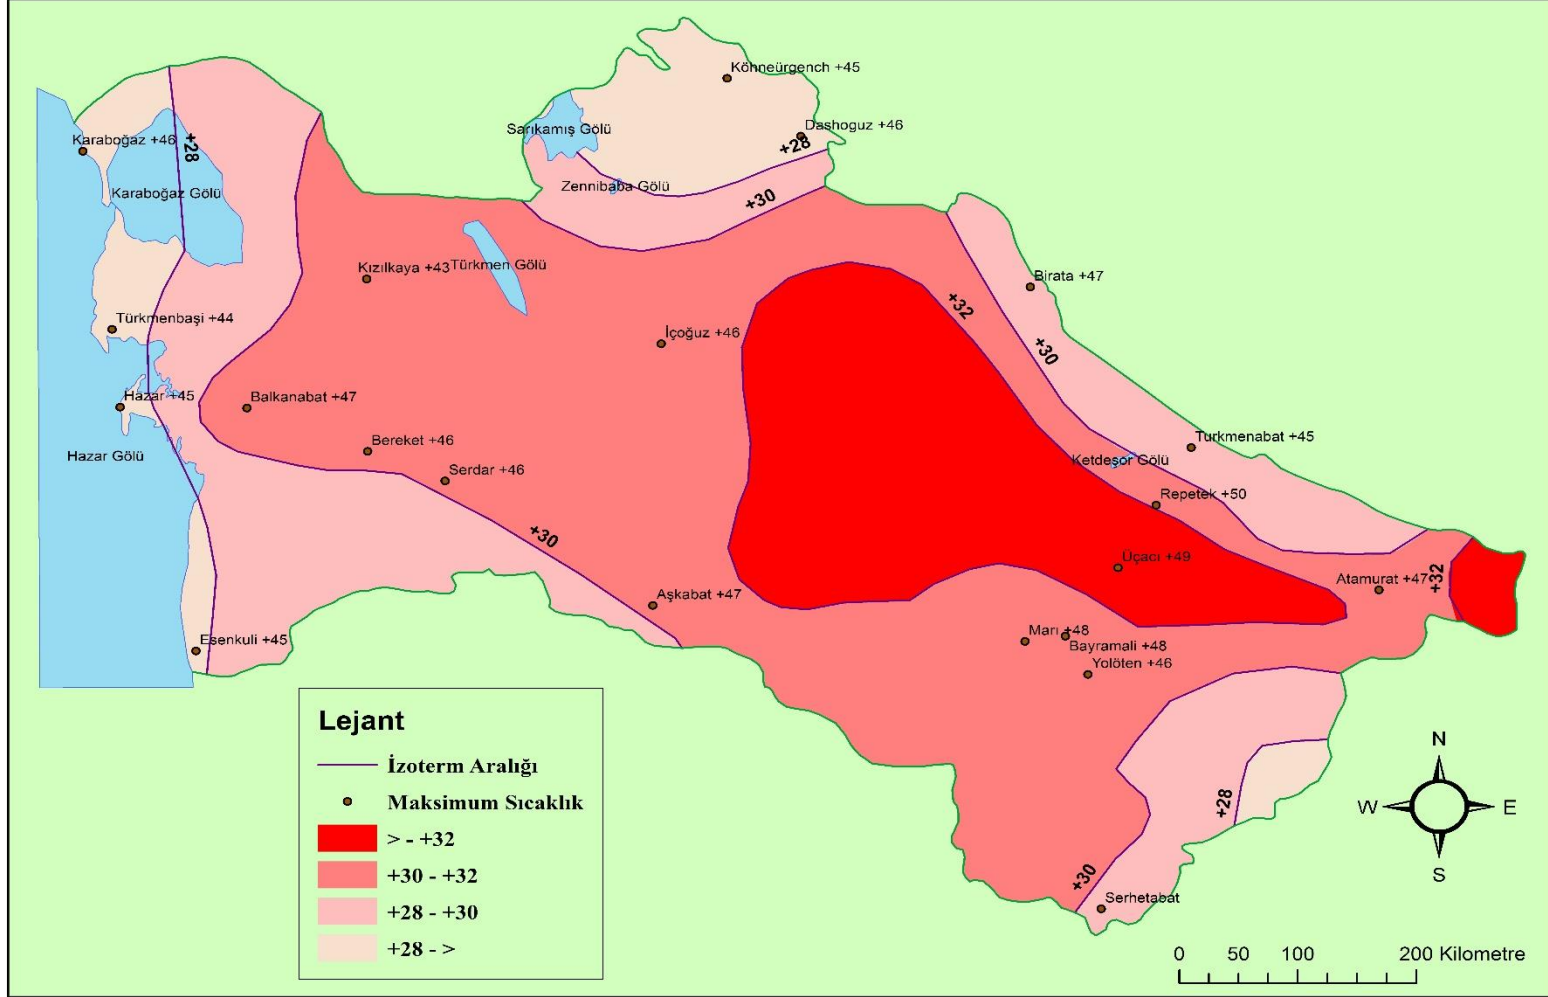 Köhneürgench +45
Sarıkamış Gölü
Dashoguz +46
+28
Karaboğaz +46
+28
Karaboğaz Gölü
Zennibaba Gölü
+30
Kızılkaya +43
Türkmen Gölü
Birata +47
+32
Türkmenbaşi +44
İçoğuz +46
+30
Hazar +45
Balkanabat +47
Bereket +46
Turkmenabat +45
Hazar Gölü
Serdar +46
Ketdeşor Gölü
Repetek +50
+30
Üçacı +49
Atamurat +47
+32
Aşkabat +47
Esenkuli +45
Marı +48
Bayramali +48
Yolöten +46
+28
+30
Serhetabat
Lejant
İzoterm Aralığı
Maksimum Sıcaklık
> - +32
+30 - +32
+28 - +30
+28 - >
N
W
E
S
0 50 100 200 Kilometre